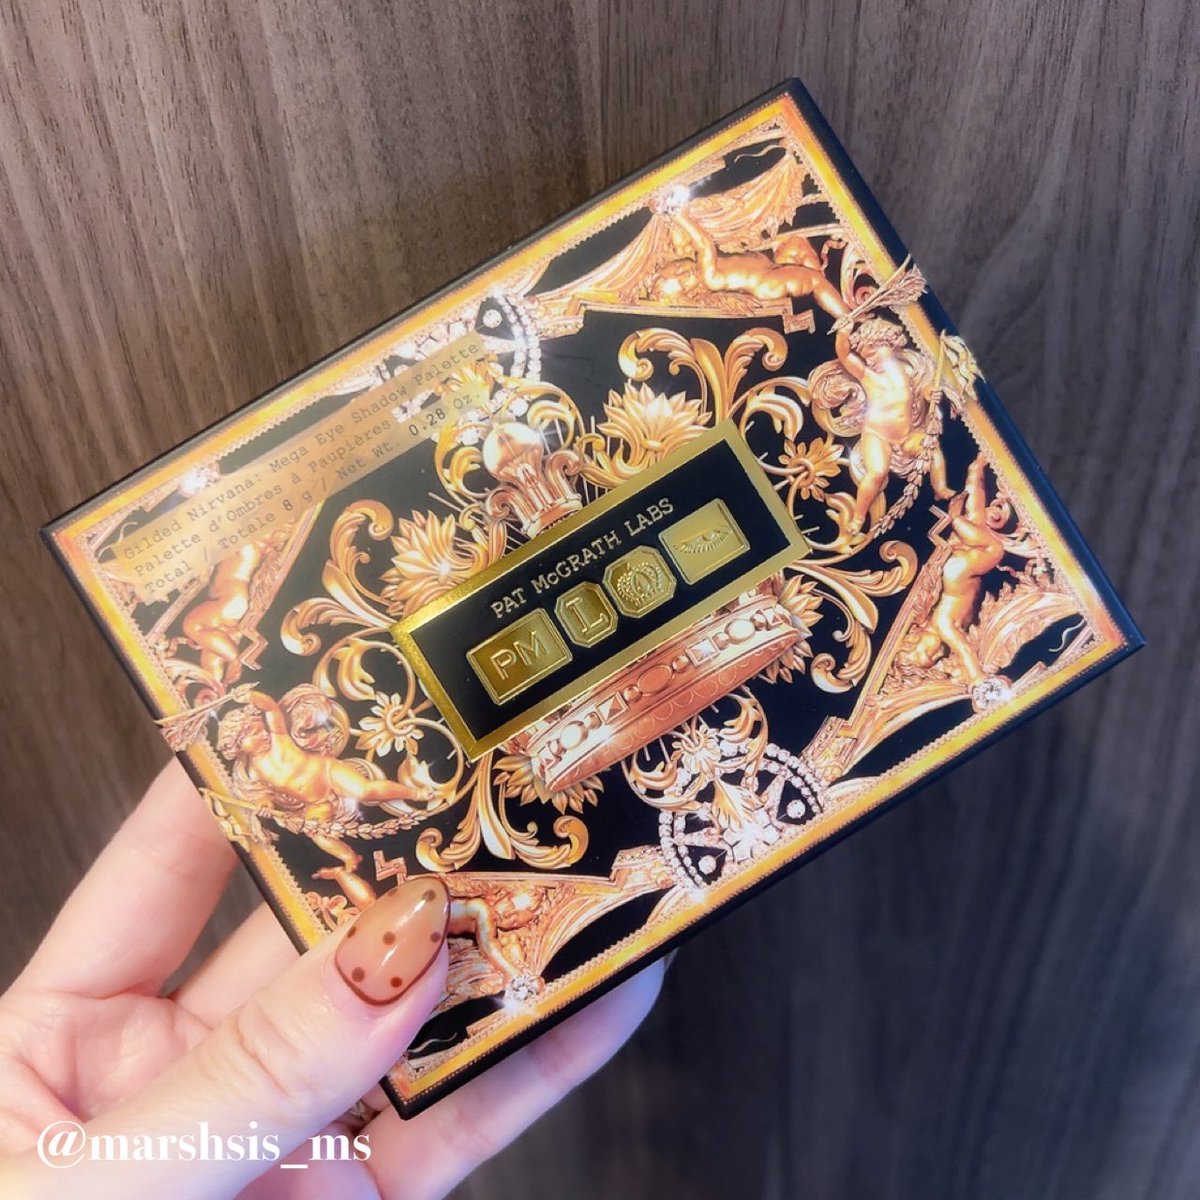 Gilded Nirvana: Mega Eye Shadow Palette
Palette d'Ombres à Paupières
Total / Totale 8 g / Net Wt. 0.28 Oz.
PAT McGRATH LABS
PM L
@marshsis_ms